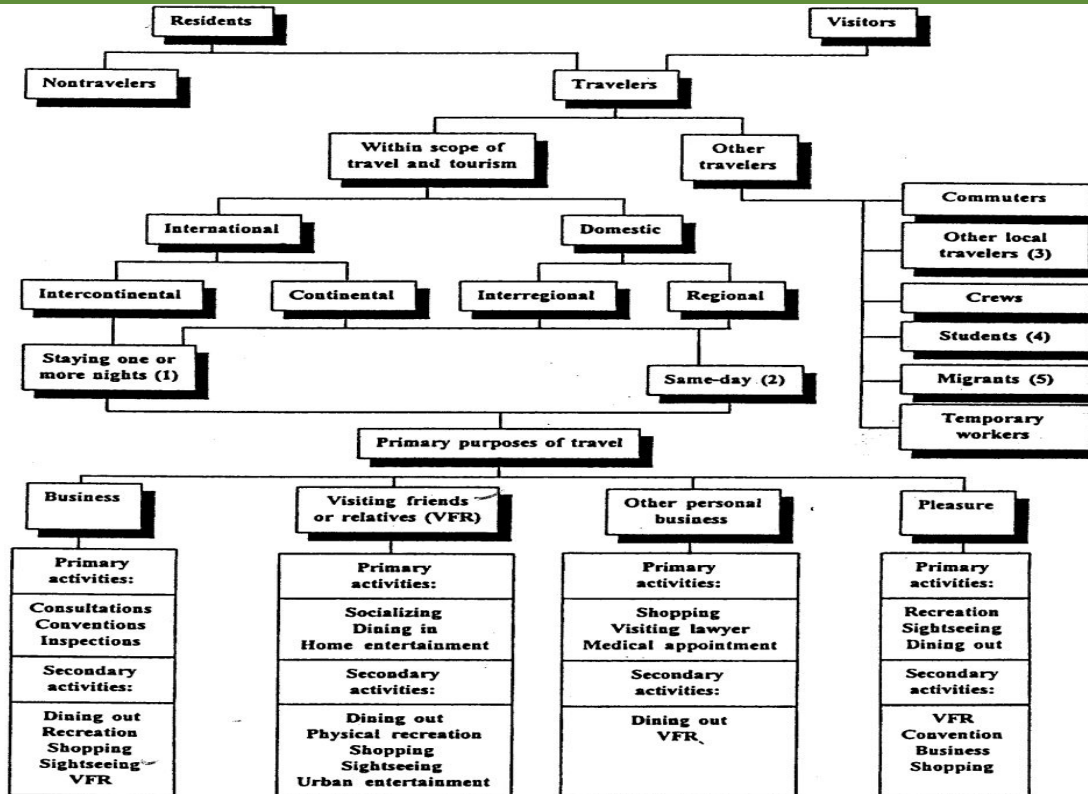 Residents
Visitors
Nontravelers
Travelers
Within scope of
travel and tourism
Other
travelers
Commuters
International
Domestic
Other local
travelers (3)
Intercontinental
Continental
Interregional
Regional
Crews
Students (4)
Staying one or
more nights (1)
Same-day (2)
Migrants (5)
Temporary
workers
Primary purposes of travel
Business
Visiting friends
or relatives (VFR)
Other personal
business
Pleasure
Primary
activities:
Consultations
Conventions
Inspections
Secondary
activities:
Dining out
Recreation
Shopping
Sightseeing
VFR
Primary
activities:
Socializing
Dining in
Home entertainment
Secondary
activities:
Dining out
Physical recreation
Shopping
Sightseeing
Urban entertainment
Primary
activities:
Shopping
Visiting lawyer
Medical appointment
Secondary
activities:
Dining out
VFR
Primary
activities:
Recreation
Sightseeing
Dining out
Secondary
activities:
VFR
Convention
Business
Shopping